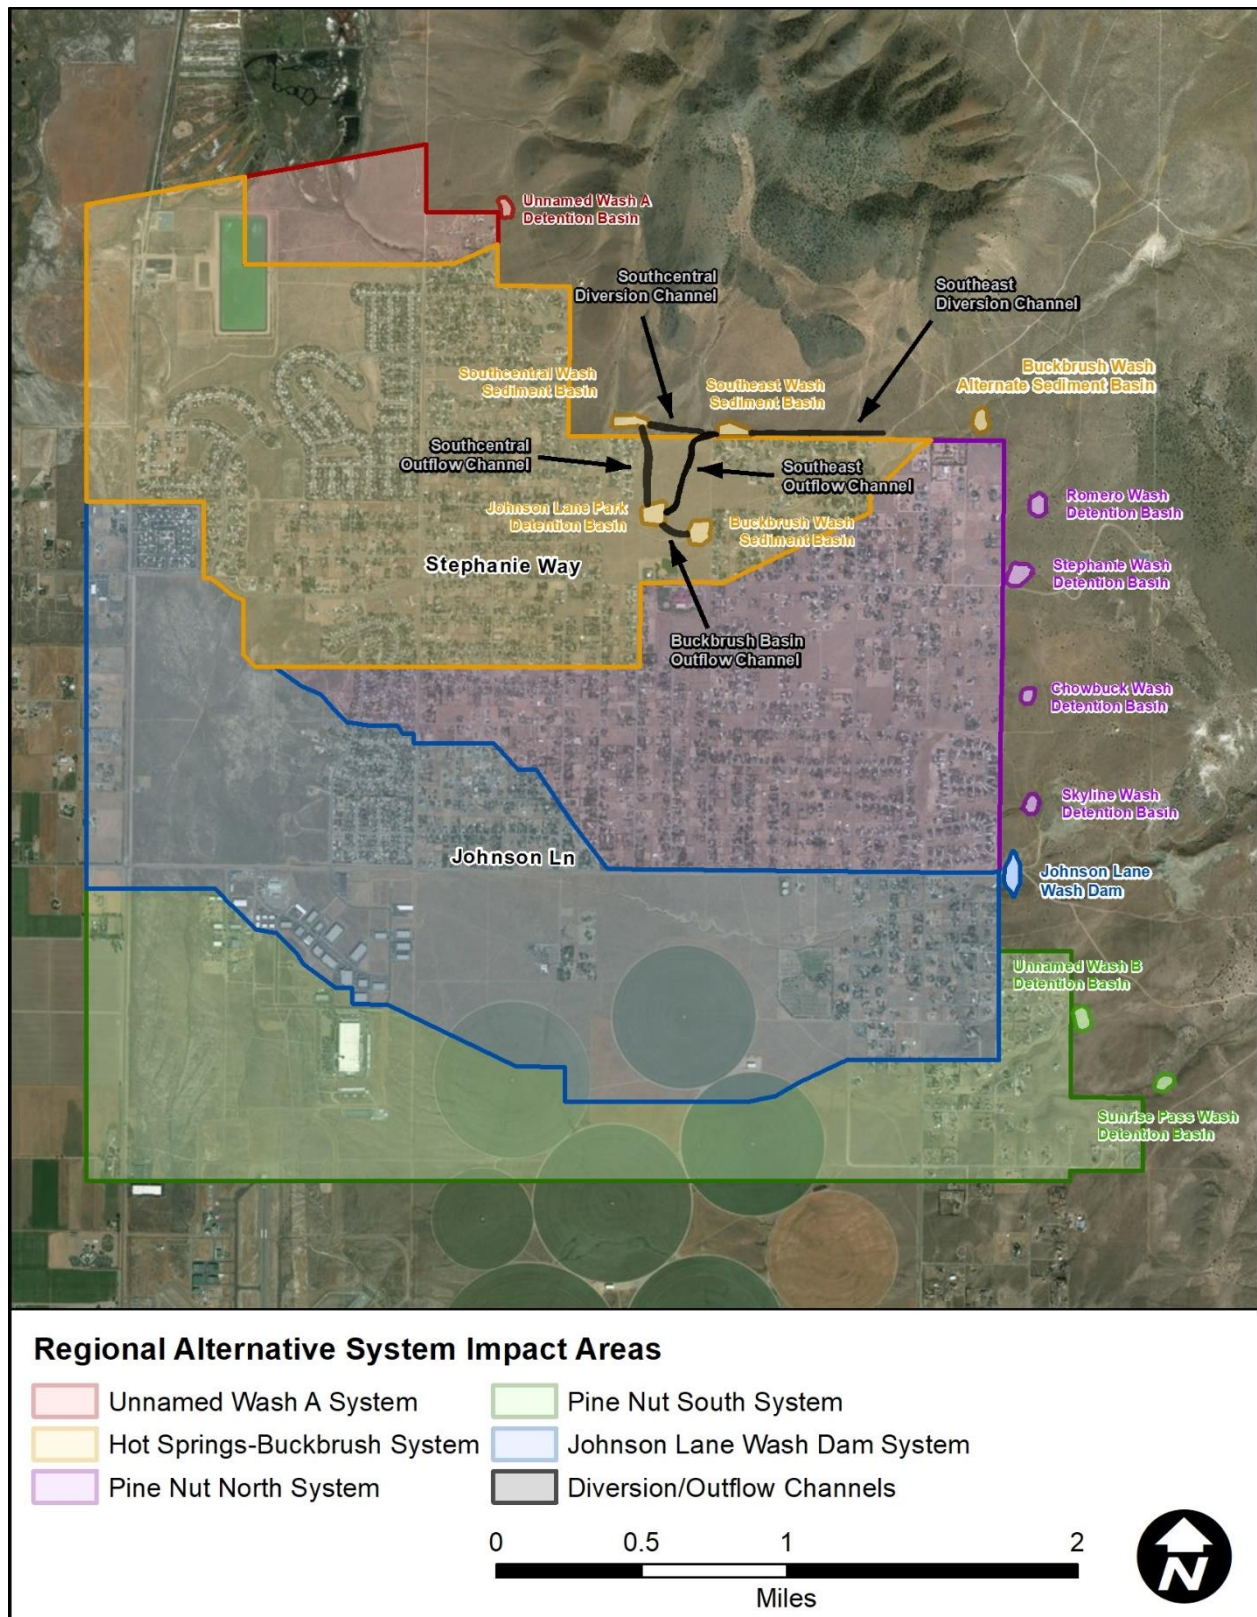 Unnamed Wash A
Detention Basin
Southcentral
Diversion Channel
Southeast
Diversion Channel
Southcentral Wash
Sediment Basin
Southeast Wash
Sediment Basin
Buckbrush Wash
Alternate Sediment Basin
Southcentral
Outflow Channel
Southeast
Outflow Channel
Johnson Lane Park
Detention Basin
Buckbrush Wash
Sediment Basin
Romero Wash
Detention Basin
Stephanie Way
Stephanie Wash
Detention Basin
Buckbrush Basin
Outflow Channel
Chowbuck Wash
Detention Basin
Skyline Wash
Detention Basin
Johnson Ln
Johnson Lane
Wash Dam
Unnamed Wash B
Detention Basin
Sunrise Pass Wash
Detention Basin
Regional Alternative System Impact Areas
Unnamed Wash A System
Hot Springs-Buckbrush System
Pine Nut North System
Pine Nut South System
Johnson Lane Wash Dam System
Diversion/Outflow Channels
0 0.5 1 2
Miles
N